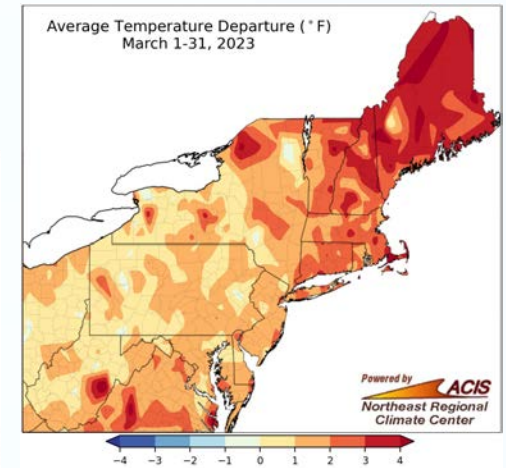 Average Temperature Departure (°F)
March 1-31, 2023
Powered by
ACIS
Northeast Regional
Climate Center
−4 −3 −2 −1 0 1 2 3 4